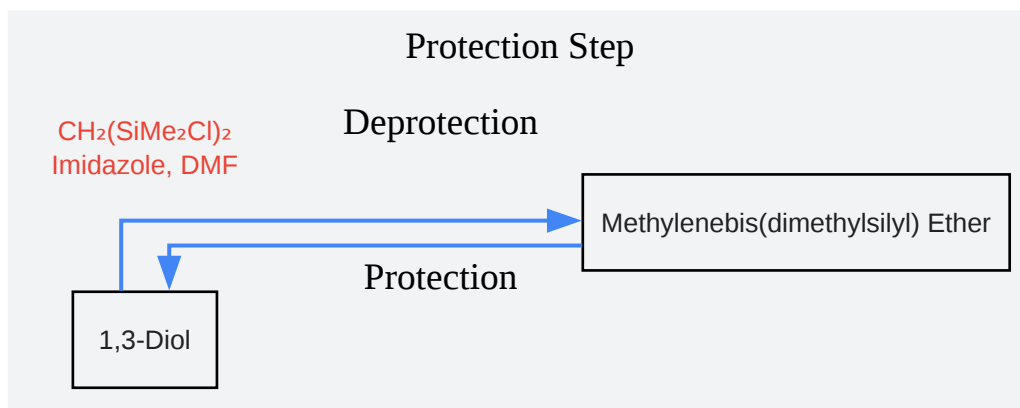 Protection Step
Deprotection
CH₂(SiMe₂Cl)₂
Imidazole, DMF
Methylenebis(dimethylsilyl) Ether
Protection
1,3-Diol